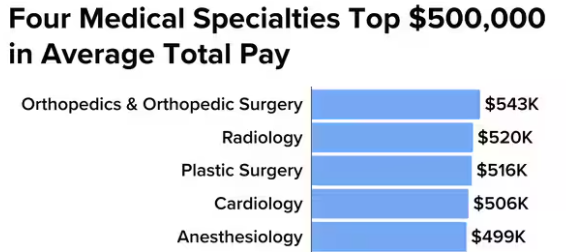 Four Medical Specialties Top $500,000
in Average Total Pay
Orthopedics & Orthopedic Surgery $543K
Radiology $520K
Plastic Surgery $516K
Cardiology $506K
Anesthesiology $499K